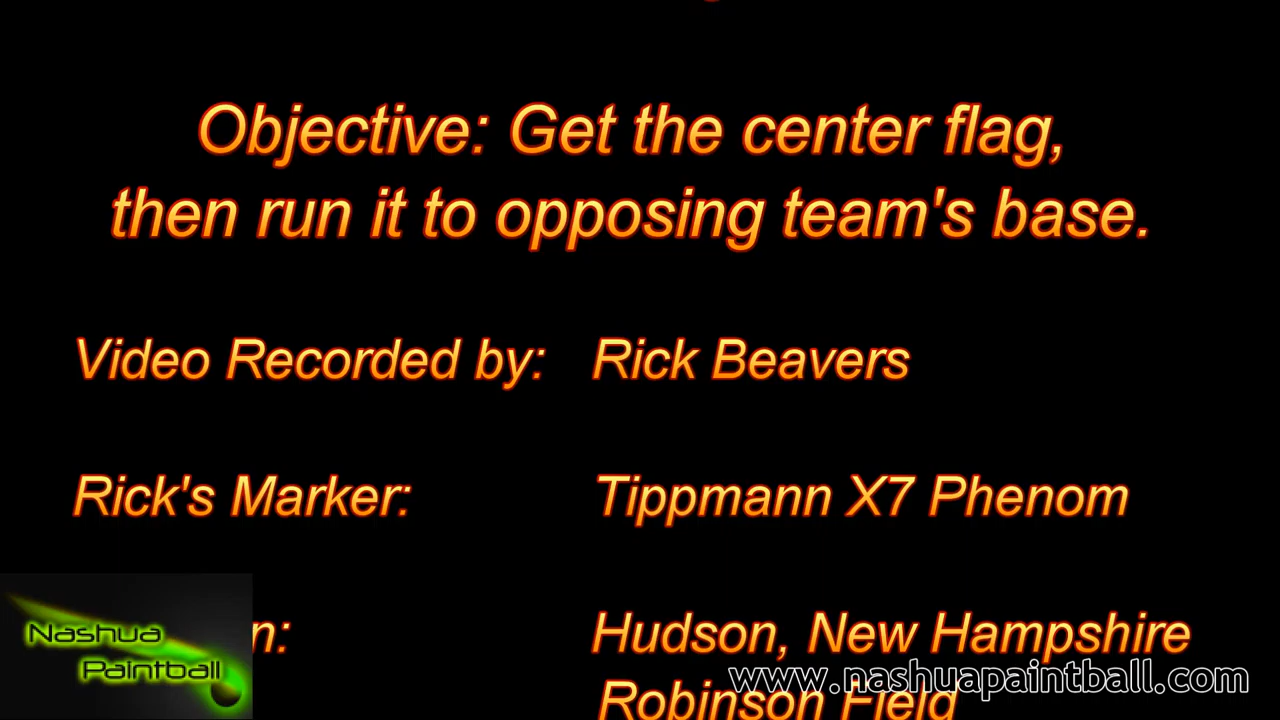 Objective: Get the center flag,
then run it to opposing team's base.
Video Recorded by: Rick Beavers
Rick's Marker: Tippmann X7 Phenom
n: Hudson, New Hampshire
Robinson Field
Nashua
Paintball
www.nashuapaintball.com